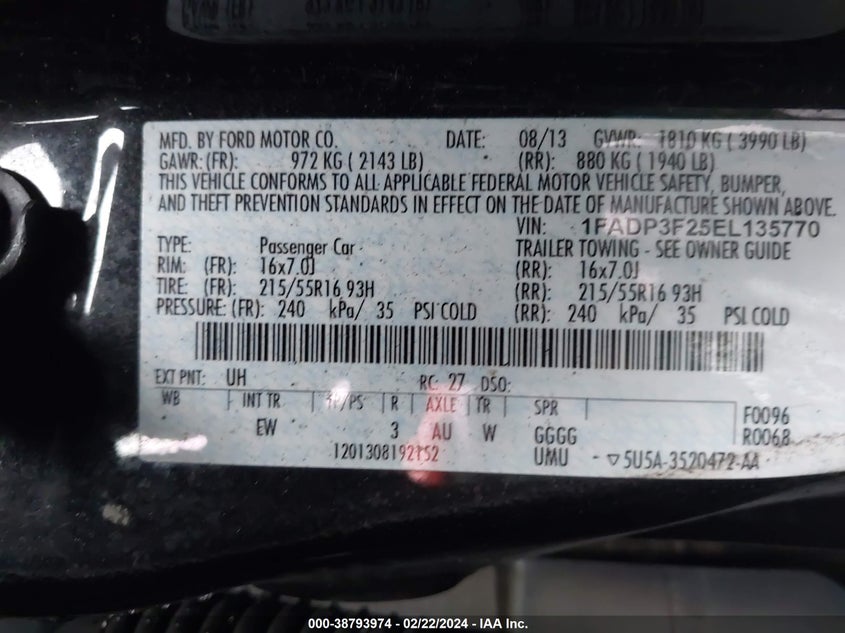 MFD. BY FORD MOTOR CO. DATE: 08/13 GVWR: 1810 KG ( 3990 LB)
GAWR: (FR): 972 KG ( 2143 LB) (RR): 880 KG ( 1940 LB)
THIS VEHICLE CONFORMS TO ALL APPLICABLE FEDERAL MOTOR VEHICLE SAFETY, BUMPER,
AND THEFT PREVENTION STANDARDS IN EFFECT ON THE DATE OF MANUFACTURE SHOWN ABOVE.
VIN: 1FADP3F25EL135770
TYPE: Passenger Car TRAILER TOWING - SEE OWNER GUIDE
RIM: (FR): 16x7.0J (RR): 16x7.0J
TIRE: (FR): 215/55R16 93H (RR): 215/55R16 93H
PRESSURE: (FR): 240 kPa/ 35 PSI COLD (RR): 240 kPa/ 35 PSI COLD
EXT PNT: UH RC: 27 DSO:
WB INT TR TP/PS R AXLE TR SPR F0096
EW 3 AU W GGGG R0068
1201308192152 UMU ▽5U5A-3520472-AA
000-38793974 - 02/22/2024 - IAA Inc.